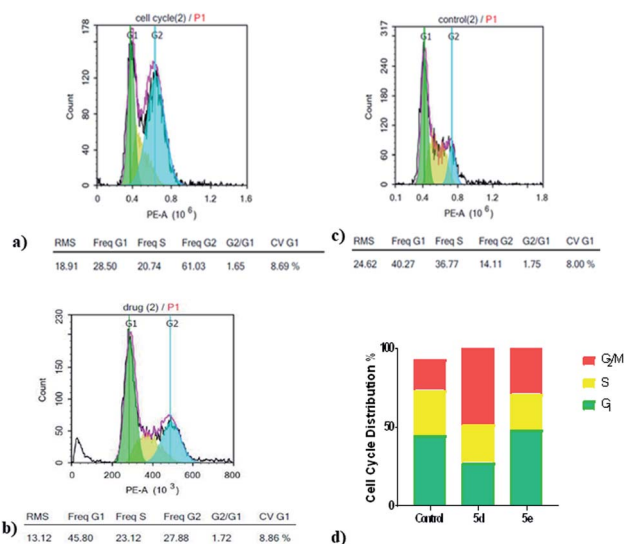 cell cycle(2) / P1
178
120
80
40
0
Count
G1
G2
0
0.4
0.8
1.2
1.6
PE-A (10 6)
a)
RMS Freq G1 Freq S Freq G2 G2/G1 CV G1
18.91 28.50 20.74 61.03 1.65 8.69 %
control(2) / P1
317
240
180
120
60
0
Count
G1
G2
0.1
0.4
0.8
1.2
1.8
PE-A (10 6)
c)
RMS Freq G1 Freq S Freq G2 G2/G1 CV G1
24.62 40.27 36.77 14.11 1.75 8.00 %
drug (2) / P1
230
150
100
50
0
Count
G1
G2
0
200
400
600
800
PE-A (10 3)
b)
RMS Freq G1 Freq S Freq G2 G2/G1 CV G1
13.12 45.80 23.12 27.88 1.72 8.86 %
100
50
0
Cell Cycle Distribution %
Control 5d 5e
G2/M
S
G1
d)